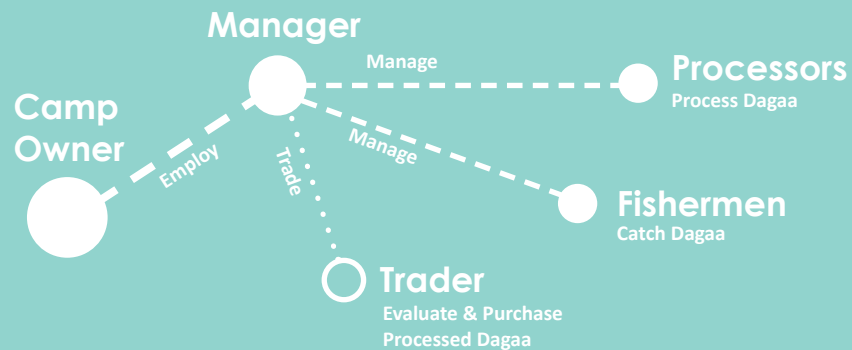 Manager
Manage
Processors
Process Dagaa
Camp
Owner
Employ
Trade
Manage
Fishermen
Catch Dagaa
Trader
Evaluate & Purchase
Processed Dagaa